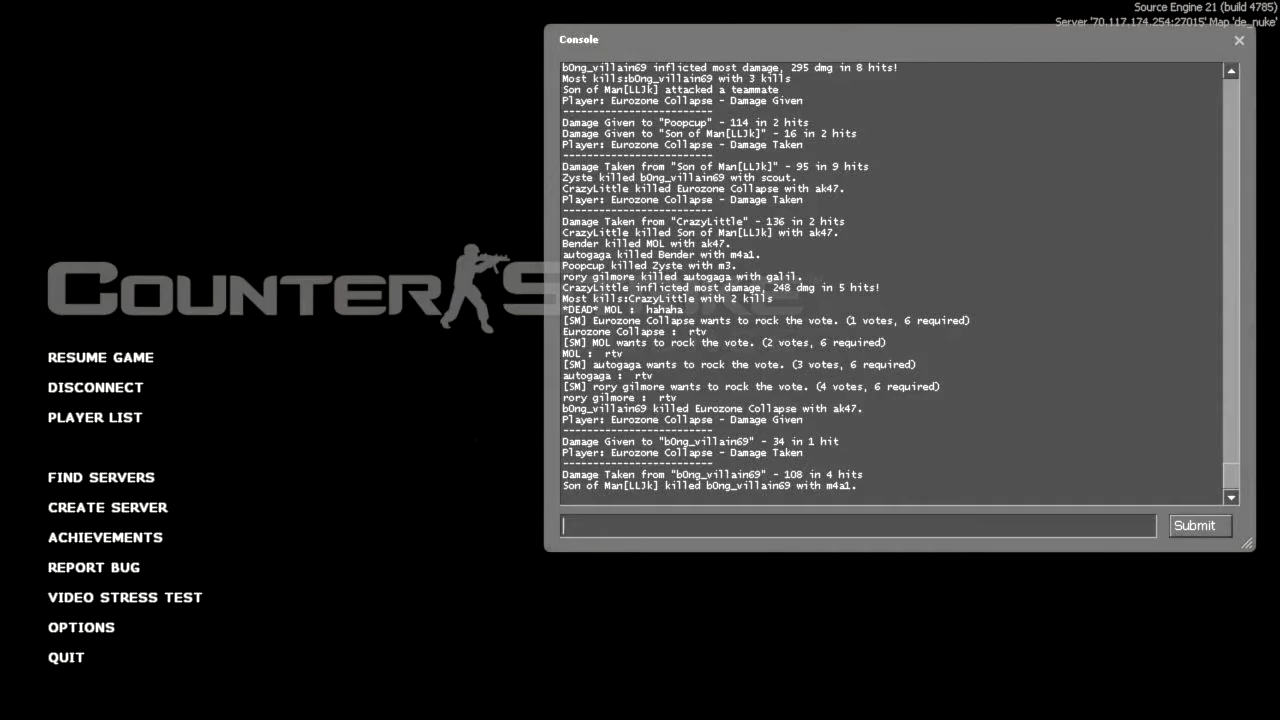 Source Engine 21 (build 4785)
Server '70.117.174.254:27015' Map 'de_nuke'
Console
b0ng_villain69 inflicted most damage, 295 dmg in 8 hits!
Most kills:b0ng_villain69 with 3 kills
Son of Man[LLJk] attacked a teammate
Player: Eurozone Collapse - Damage Given
-------------------------
Damage Given to "Poopcup" - 114 in 2 hits
Damage Given to "Son of Man[LLJk]" - 16 in 2 hits
Player: Eurozone Collapse - Damage Taken
-------------------------
Damage Taken from "Son of Man[LLJk]" - 95 in 9 hits
Zyste killed b0ng_villain69 with scout.
CrazyLittle killed Eurozone Collapse with ak47.
Player: Eurozone Collapse - Damage Taken
-------------------------
Damage Taken from "CrazyLittle" - 136 in 2 hits
CrazyLittle killed Son of Man[LLJk] with ak47.
Bender killed MOL with ak47.
autogaga killed Bender with m4a1.
Poopcup killed Zyste with m3.
rory gilmore killed autogaga with galil.
CrazyLittle inflicted most damage, 248 dmg in 5 hits!
Most kills:CrazyLittle with 2 kills
*DEAD* MOL :  hahaha
[SM] Eurozone Collapse wants to rock the vote. (1 votes, 6 required)
Eurozone Collapse :  rtv
[SM] MOL wants to rock the vote. (2 votes, 6 required)
MOL :  rtv
[SM] autogaga wants to rock the vote. (3 votes, 6 required)
autogaga :  rtv
[SM] rory gilmore wants to rock the vote. (4 votes, 6 required)
rory gilmore :  rtv
b0ng_villain69 killed Eurozone Collapse with ak47.
Player: Eurozone Collapse - Damage Given
-------------------------
Damage Given to "b0ng_villain69" - 34 in 1 hit
Player: Eurozone Collapse - Damage Taken
-------------------------
Damage Taken from "b0ng_villain69" - 108 in 4 hits
Son of Man[LLJk] killed b0ng_villain69 with m4a1.
Submit
COUNTER S
RESUME GAME
DISCONNECT
PLAYER LIST
FIND SERVERS
CREATE SERVER
ACHIEVEMENTS
REPORT BUG
VIDEO STRESS TEST
OPTIONS
QUIT